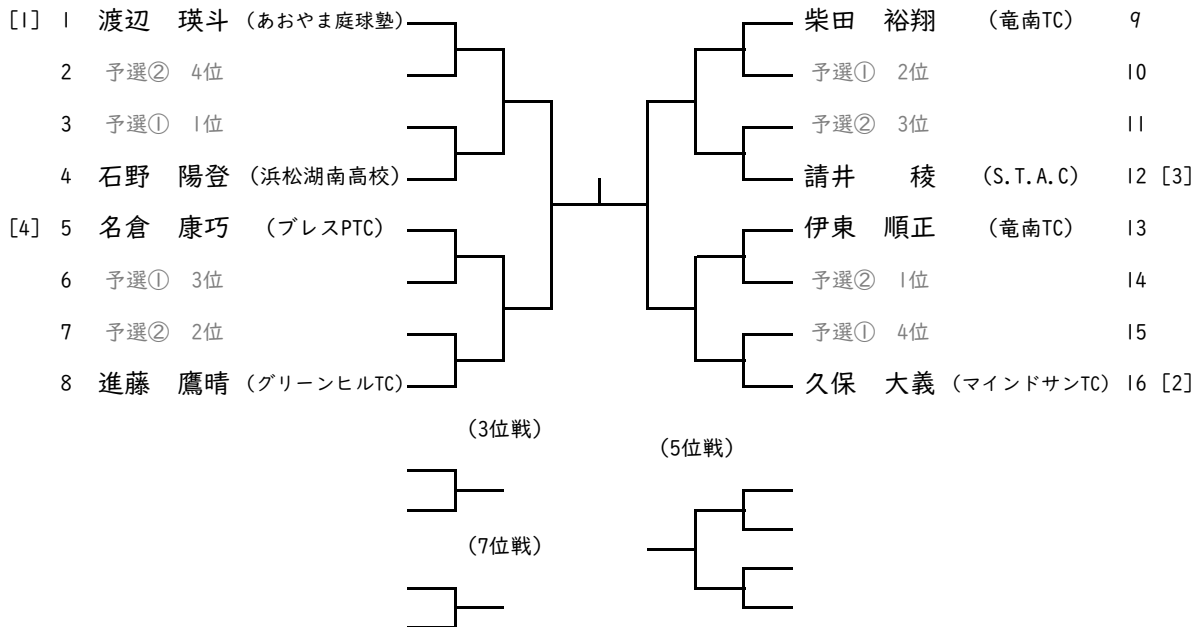 [1] 1 渡辺　瑛斗 (あおやま庭球塾)
2 予選②　4位
3 予選①　1位
4 石野　陽登 (浜松湖南高校)
[4] 5 名倉　康巧 (ブレスPTC)
6 予選①　3位
7 予選②　2位
8 進藤　鷹晴 (グリーンヒルTC)
柴田　裕翔 (竜南TC) 9
予選①　2位 10
予選②　3位 11
請井　稜 (S.T.A.C) 12 [3]
伊東　順正 (竜南TC) 13
予選②　1位 14
予選①　4位 15
久保　大義 (マインドサンTC) 16 [2]
(3位戦)
(5位戦)
(7位戦)